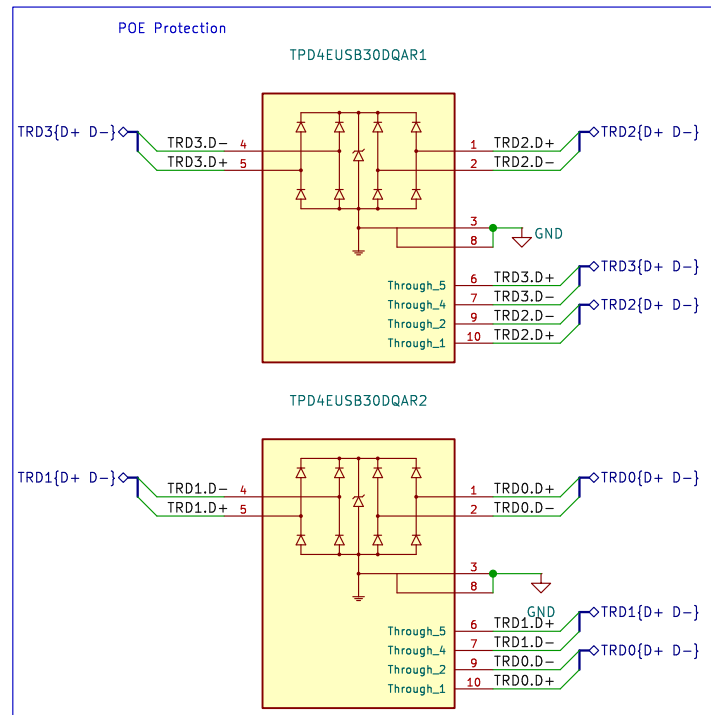 POE Protection
TPD4EUSB30DQAR1
TRD3{D+ D-}
TRD3.D- 4
TRD3.D+ 5
1 TRD2.D+
2 TRD2.D-
TRD2{D+ D-}
3
8
GND
TRD3{D+ D-}
Through_5 6 TRD3.D+
Through_4 7 TRD3.D-
TRD2{D+ D-}
Through_2 9 TRD2.D-
Through_1 10 TRD2.D+
TPD4EUSB30DQAR2
TRD1{D+ D-}
TRD1.D- 4
TRD1.D+ 5
1 TRD0.D+
2 TRD0.D-
TRD0{D+ D-}
3
8
GND
TRD1{D+ D-}
Through_5 6 TRD1.D+
Through_4 7 TRD1.D-
TRD0{D+ D-}
Through_2 9 TRD0.D-
Through_1 10 TRD0.D+